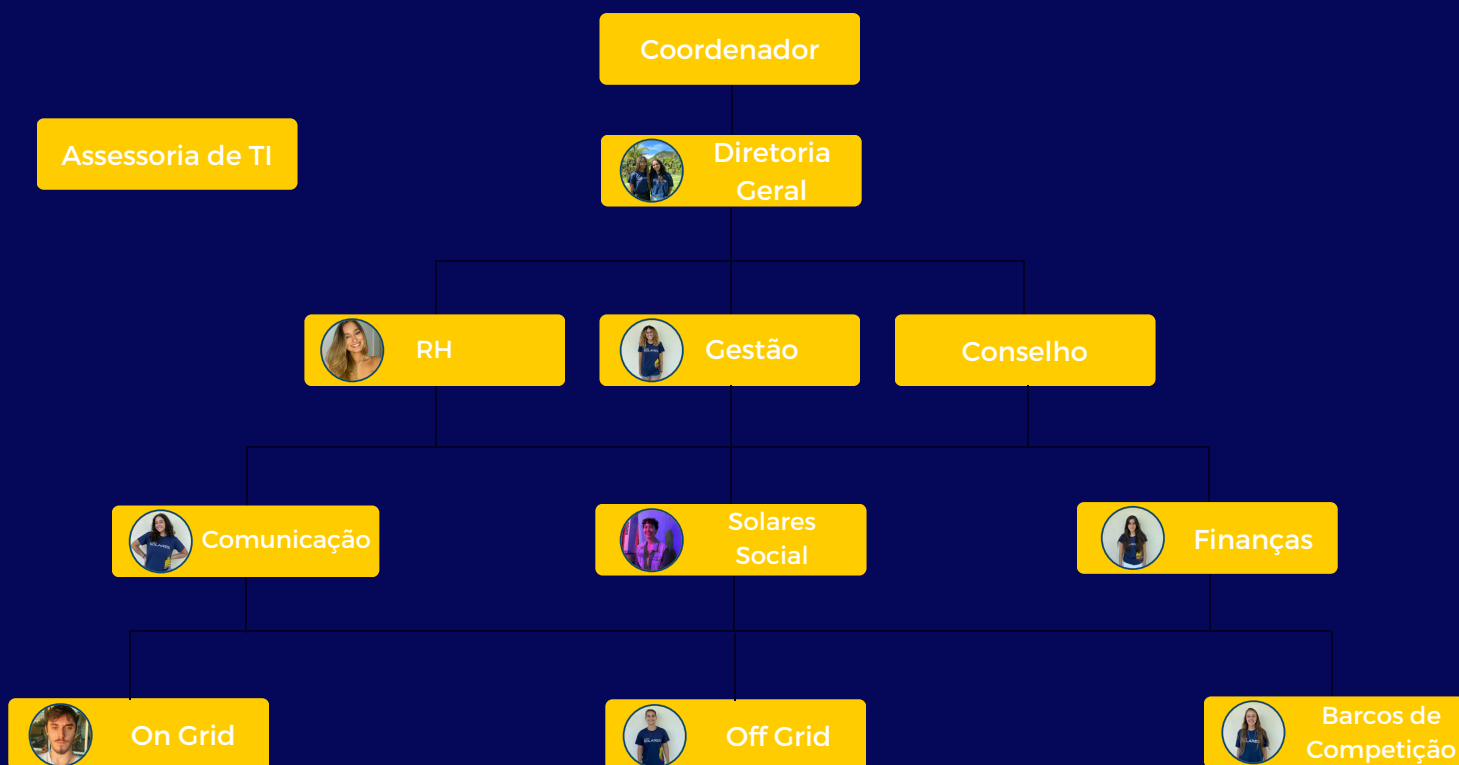 Coordenador
Assessoria de TI
Diretoria
Geral
RH
Gestão
Conselho
Comunicação
Solares
Social
Finanças
On Grid
Off Grid
Barcos de
Competição